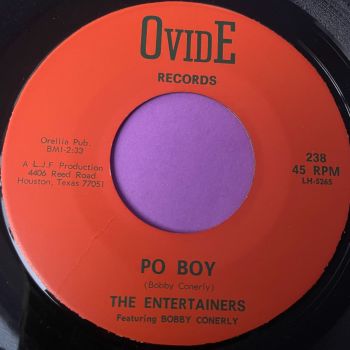 OVIDE
RECORDS
Orellia Pub.
BMI-2:33
A L.J.F. Production
4406 Reed Road
Houston, Texas 77051
238
45 RPM
LH-5265
PO BOY
(Bobby Conerly)
THE ENTERTAINERS
Featuring BOBBY CONERLY